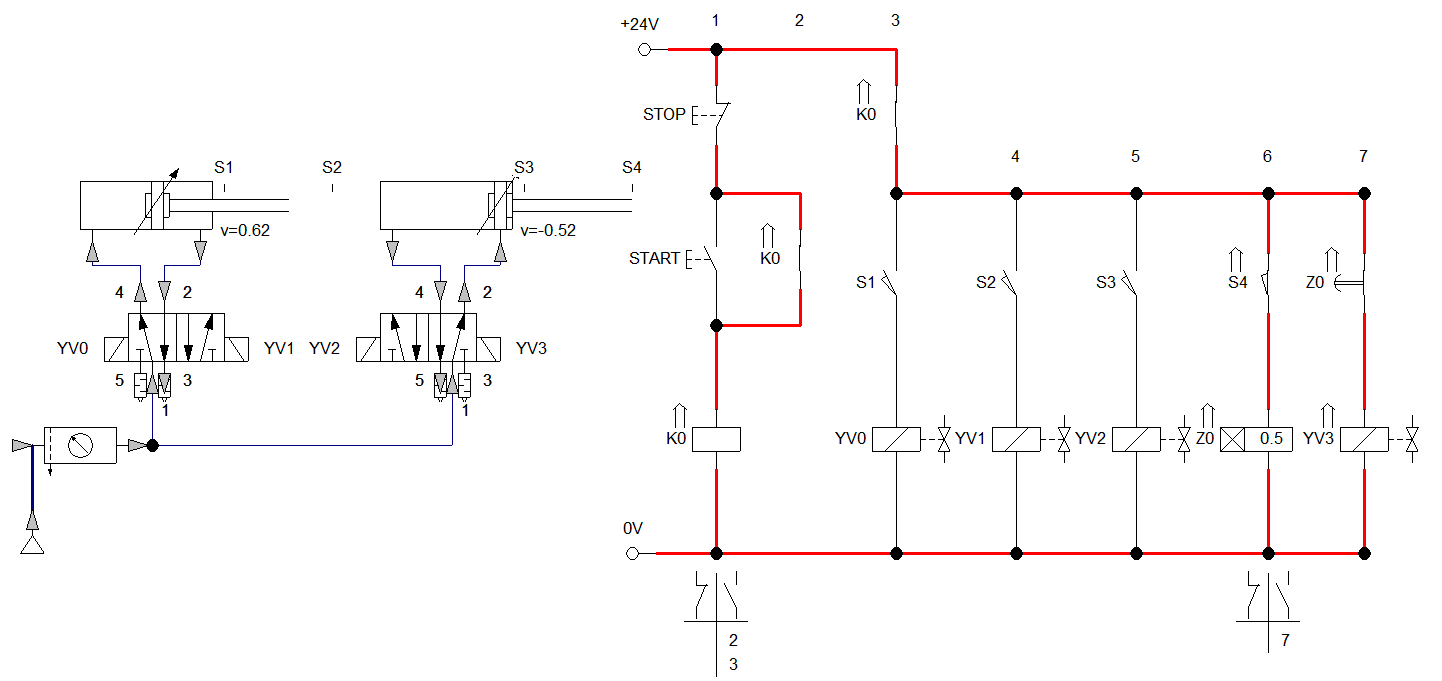 +24V 1 2 3
STOP K0
S1 S2 S3 S4 4 5 6 7
v=0.62 v=-0.52
START K0
4 2 4 2 S1 S2 S3 S4 Z0
YV0 YV1 YV2 YV3
5 3 5 3
1 1
K0 YV0 YV1 YV2 Z0 0.5 YV3
0V
2 7
3